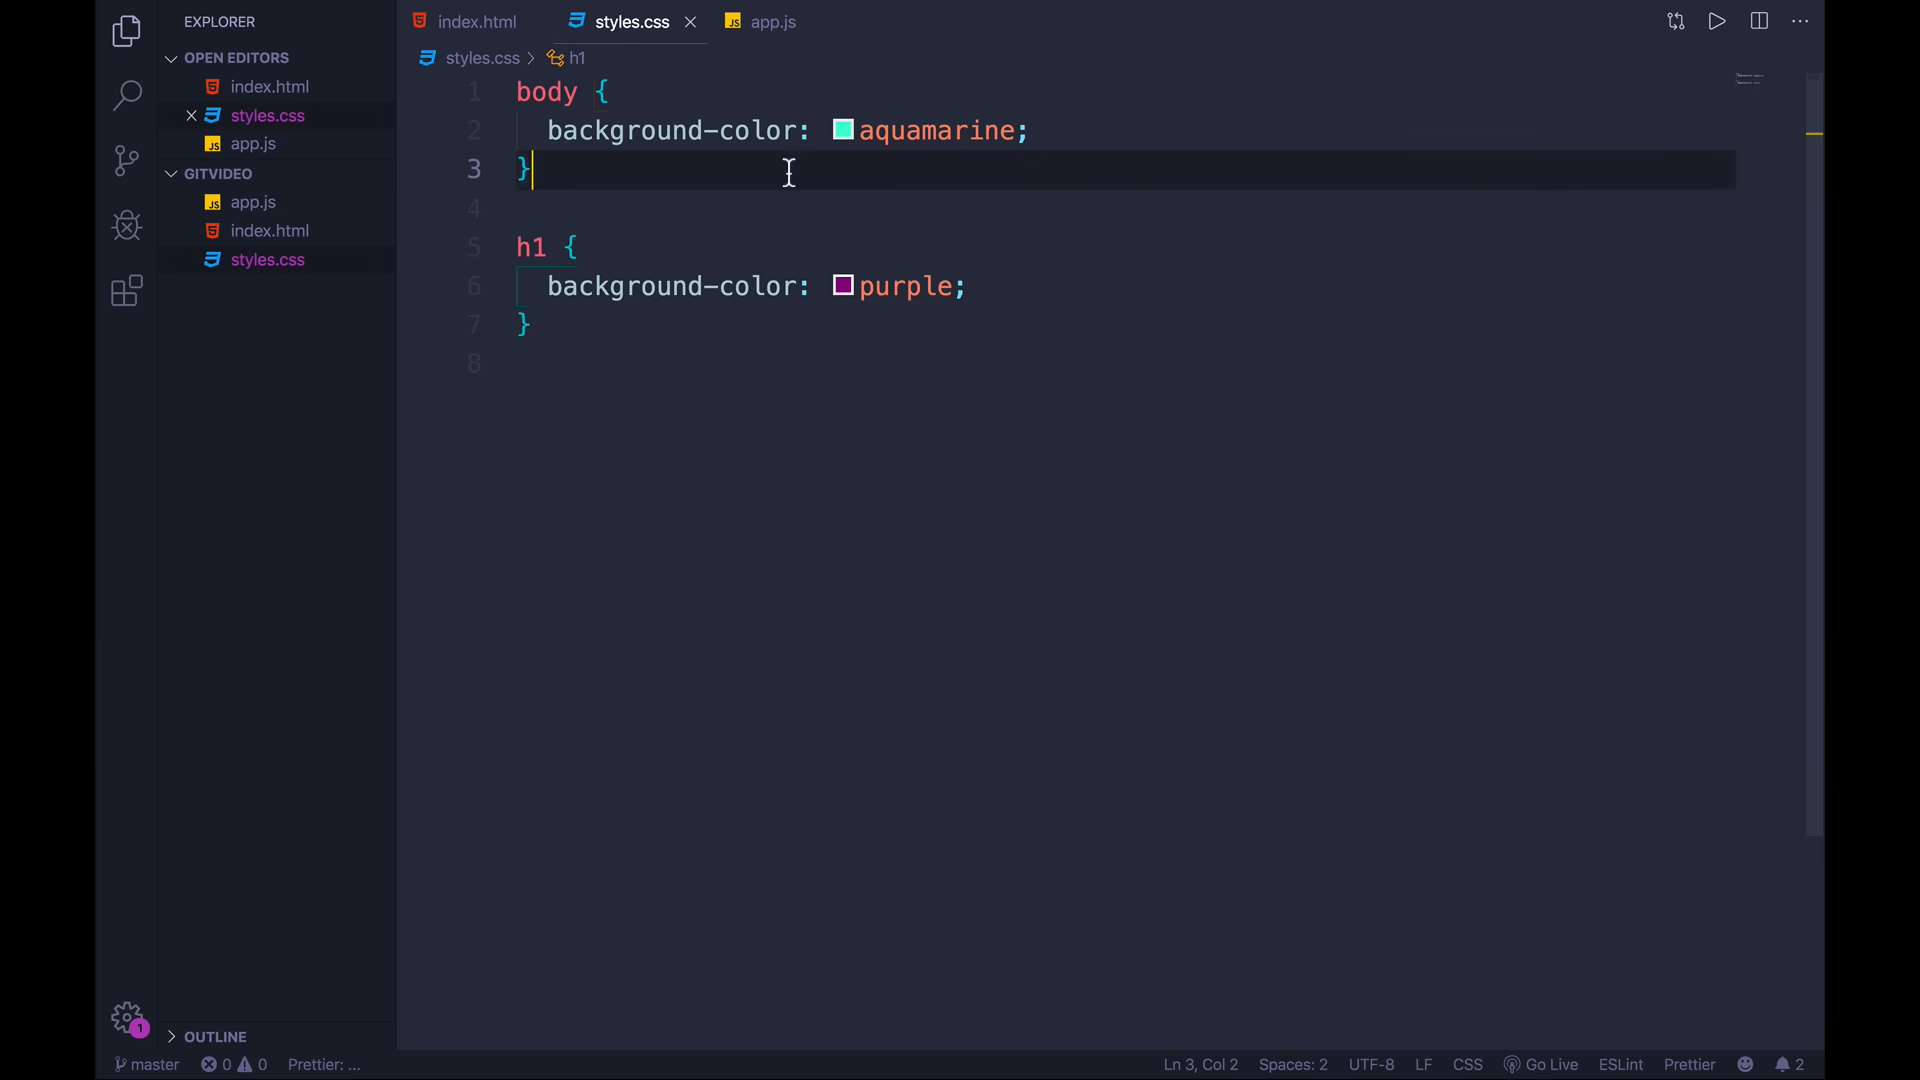 EXPLORER
OPEN EDITORS
index.html
styles.css
app.js
GITVIDEO
app.js
index.html
styles.css
OUTLINE
index.html
styles.css
app.js
styles.css > h1
1 body {
2 background-color: aquamarine;
3 }
4
5 h1 {
6 background-color: purple;
7 }
8
1
master 0 0 Prettier: ...
Ln 3, Col 2 Spaces: 2 UTF-8 LF CSS Go Live ESLint Prettier 2